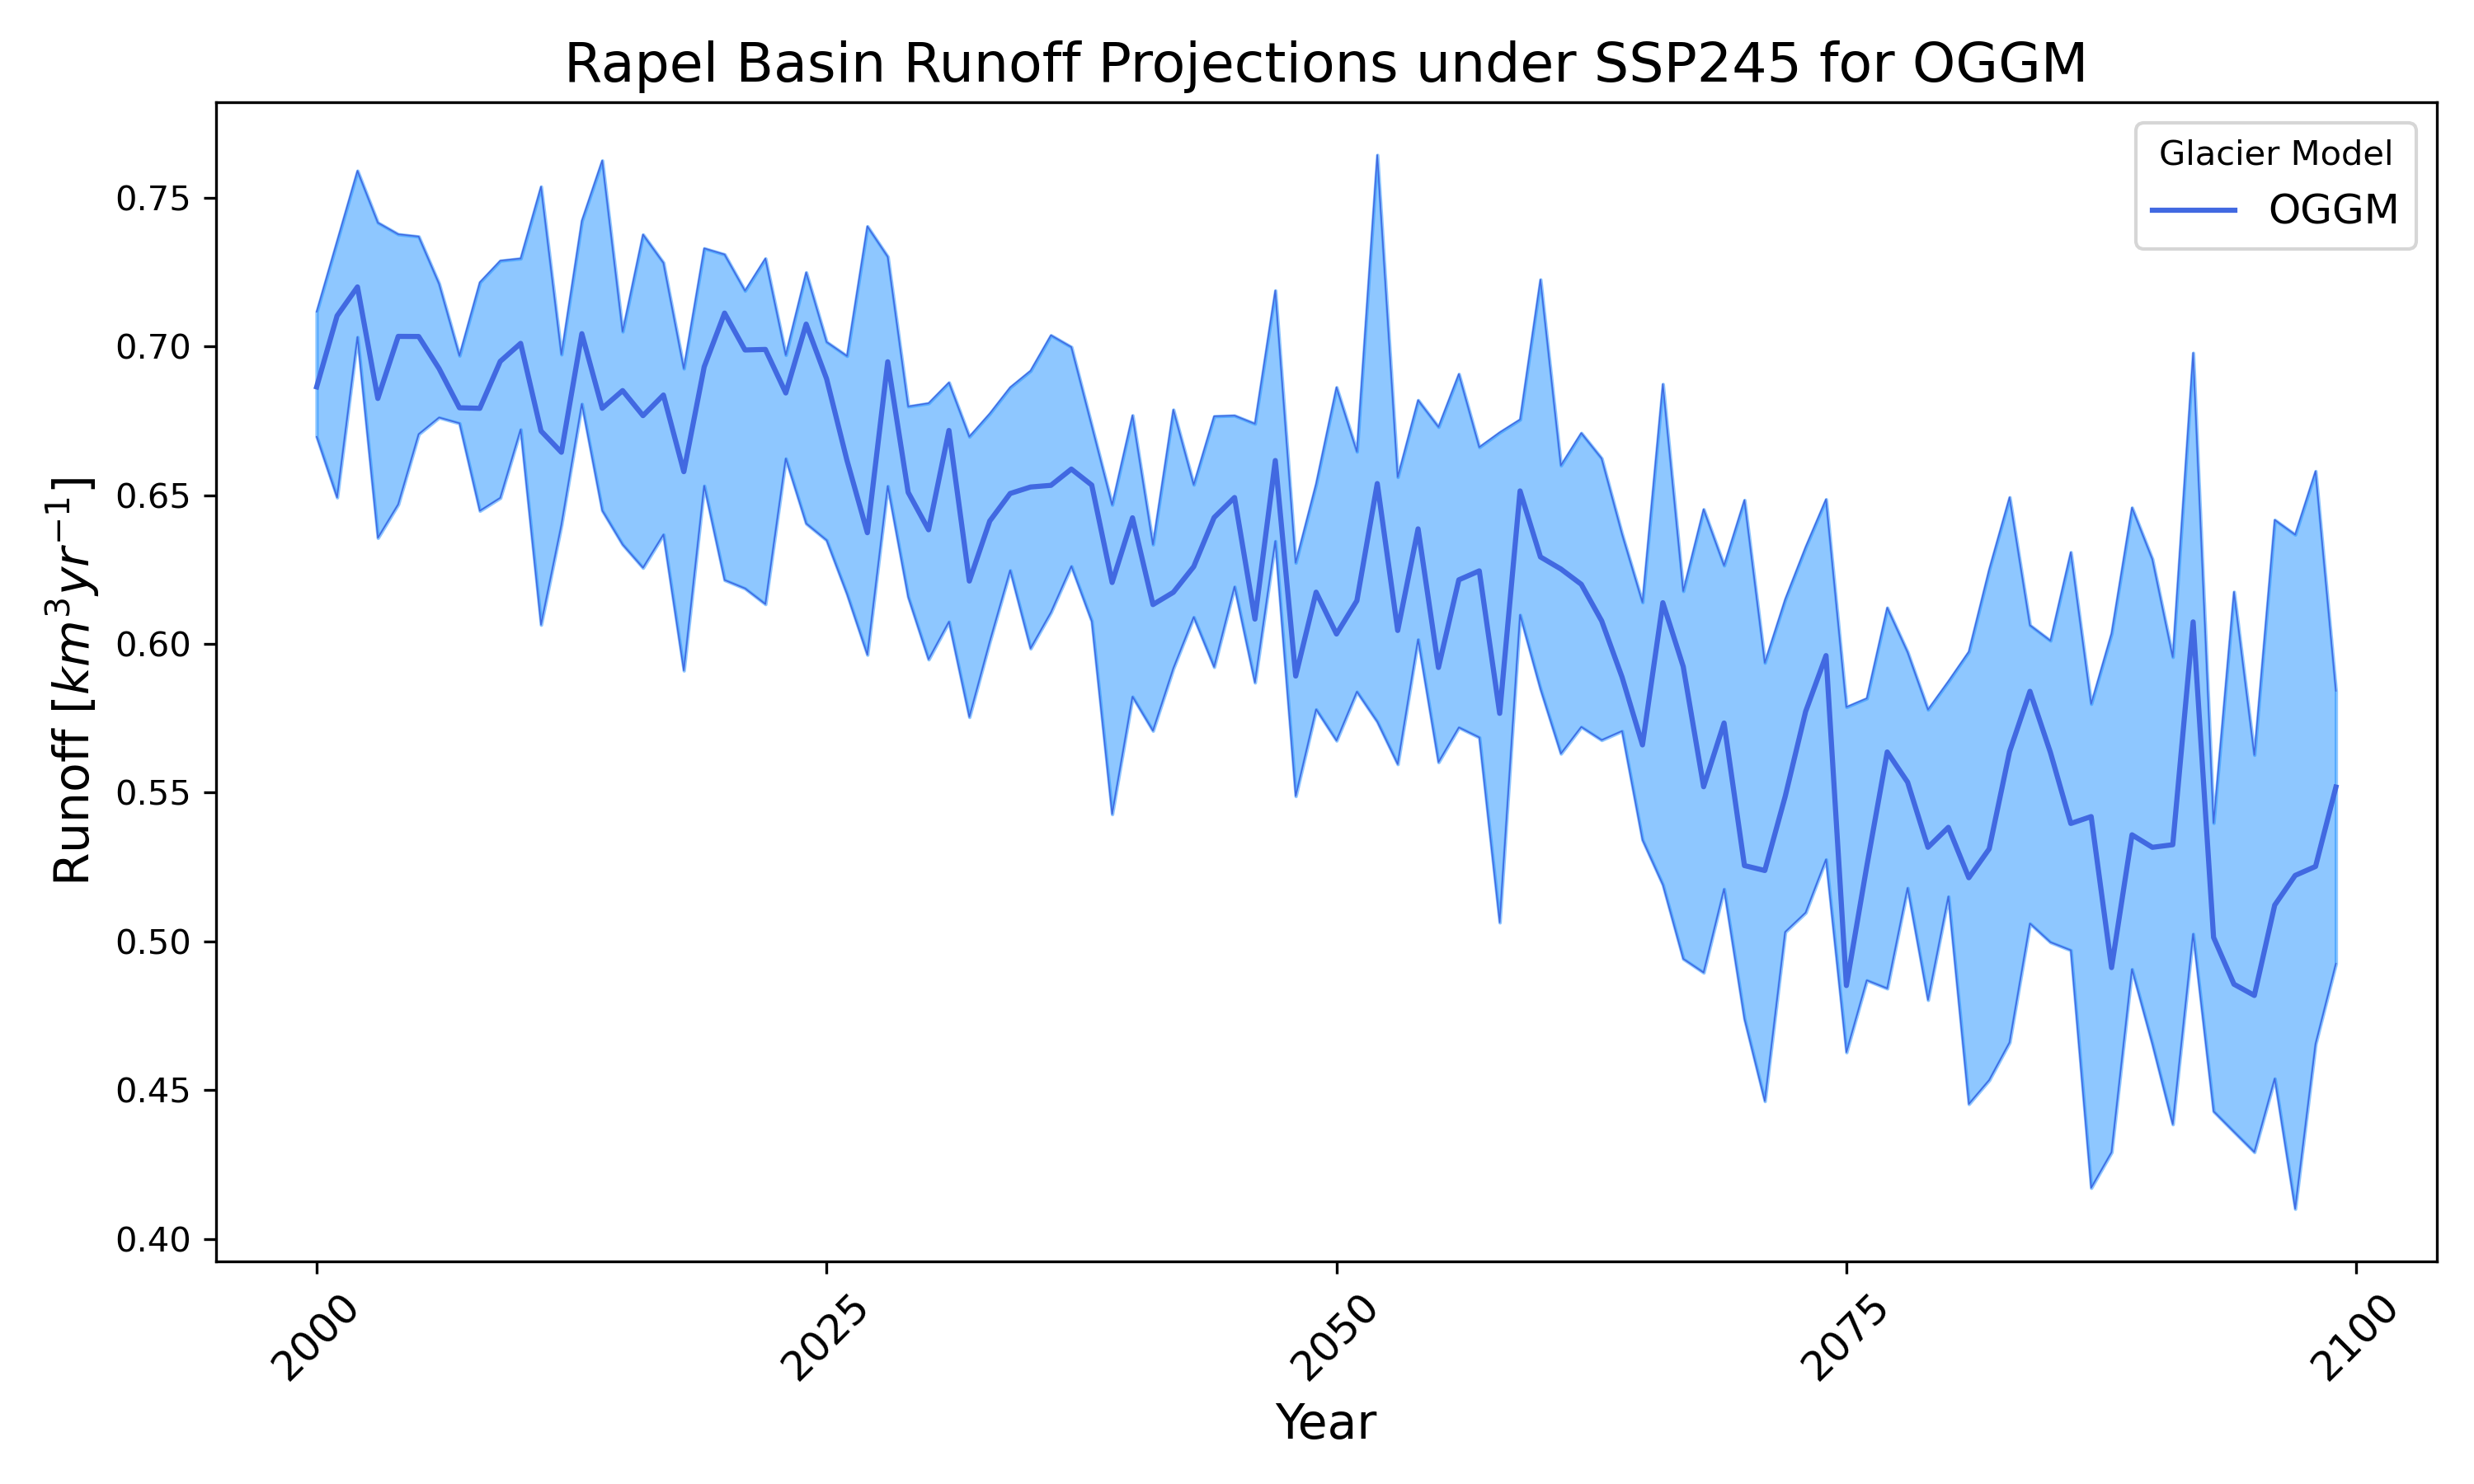 Rapel Basin Runoff Projections under SSP245 for OGGM
Glacier Model
OGGM
Runoff [km³yr⁻¹]
0.75
0.70
0.65
0.60
0.55
0.50
0.45
0.40
2000
2025
2050
2075
2100
Year